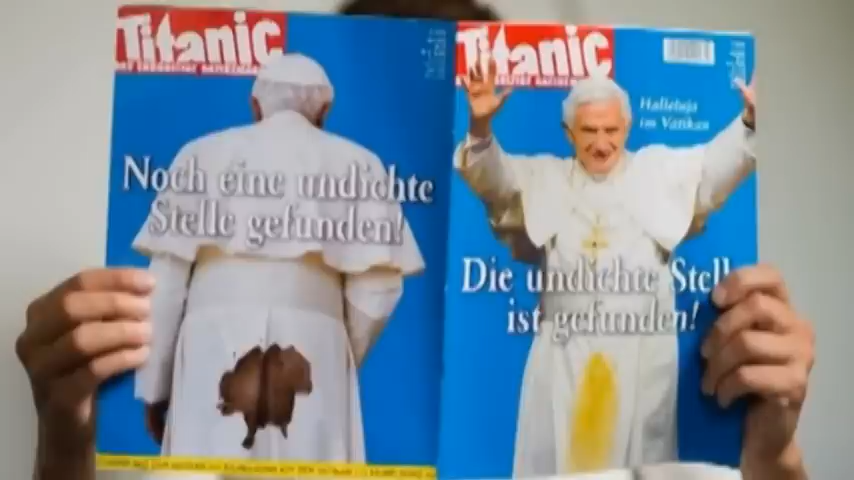 Titanic
Noch eine undichte
Stelle gefunden!
Titanic
Halleluja
im Vatikan
Die undichte Stell
ist gefunden!